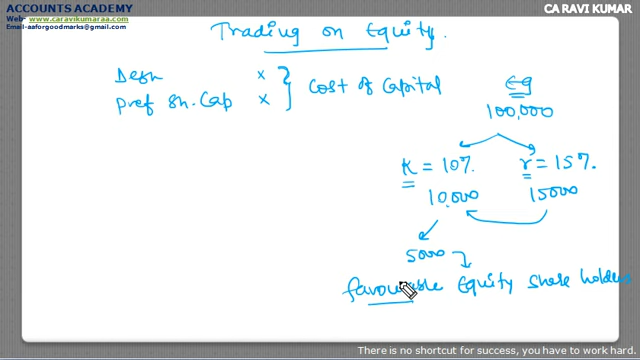 ACCOUNTS ACADEMY
Web- www.caravikumaraa.com
Email-aaforgoodmarks@gmail.com
CA RAVI KUMAR
Trading on Equity.
Debn x
Pref Sh. Cap x } Cost of Capital
Eg
100,000
K = 10% r = 15%.
10,000 15000
5000
favourable Equity Share holders
There is no shortcut for success, you have to work hard.